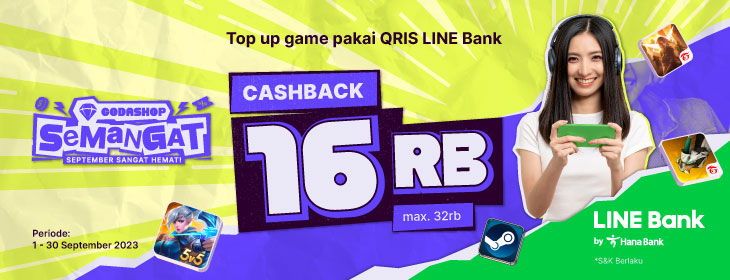 Top up game pakai QRIS LINE Bank
CODASHOP
SeMaNGAT
SEPTEMBER SANGAT HEMAT!
CASHBACK
16 RB
max. 32rb
Periode:
1 - 30 September 2023
5v5
LINE Bank
by Hana Bank
*S&K Berlaku